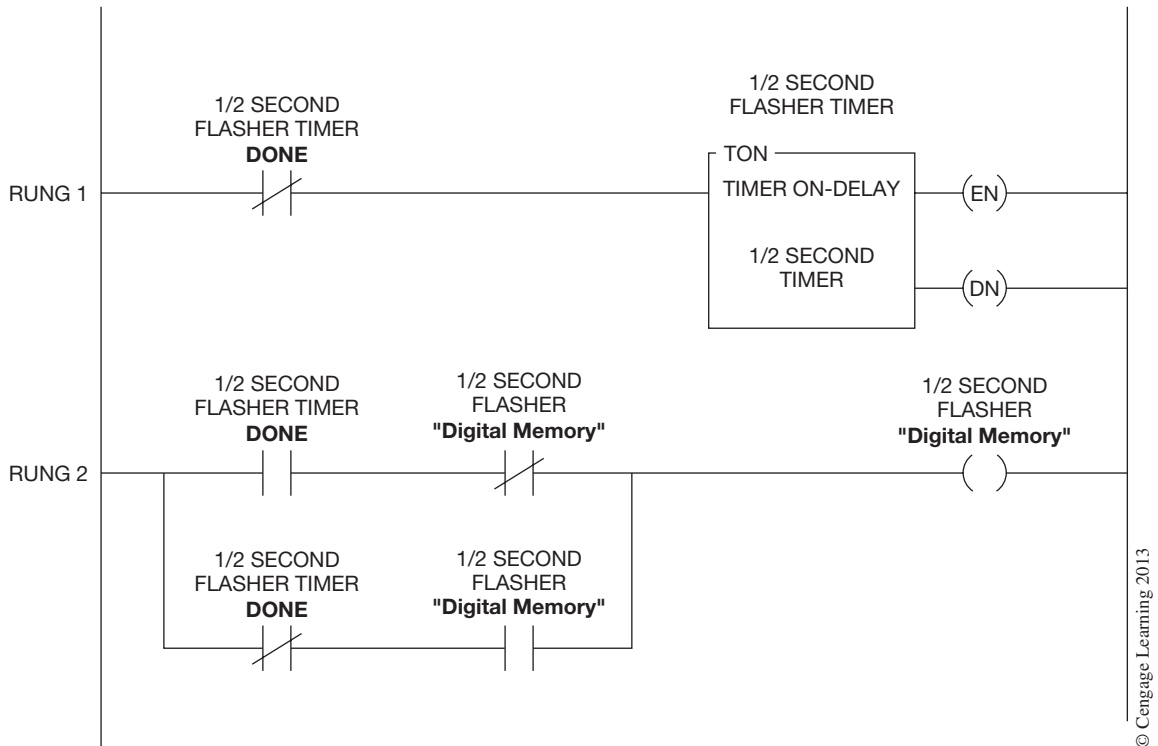 1/2 SECOND
FLASHER TIMER
DONE
1/2 SECOND
FLASHER TIMER
RUNG 1
TON
TIMER ON-DELAY
EN
1/2 SECOND
TIMER
DN
1/2 SECOND
FLASHER TIMER
DONE
1/2 SECOND
FLASHER
"Digital Memory"
1/2 SECOND
FLASHER
"Digital Memory"
RUNG 2
1/2 SECOND
FLASHER TIMER
DONE
1/2 SECOND
FLASHER
"Digital Memory"
© Cengage Learning 2013